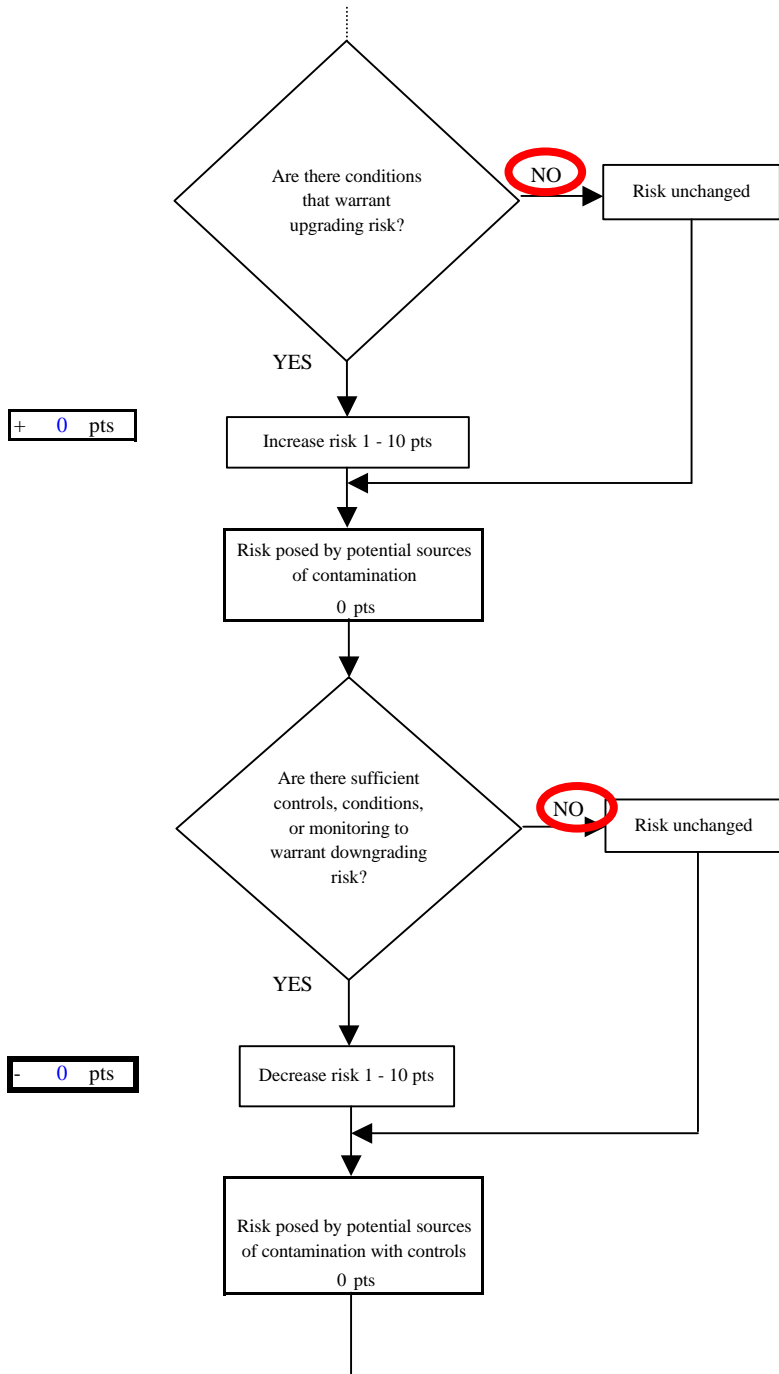 Are there conditions
that warrant
upgrading risk?
NO
Risk unchanged
YES
+ 0 pts
Increase risk 1 - 10 pts
Risk posed by potential sources
of contamination
0 pts
Are there sufficient
controls, conditions,
or monitoring to
warrant downgrading
risk?
NO
Risk unchanged
YES
- 0 pts
Decrease risk 1 - 10 pts
Risk posed by potential sources
of contamination with controls
0 pts